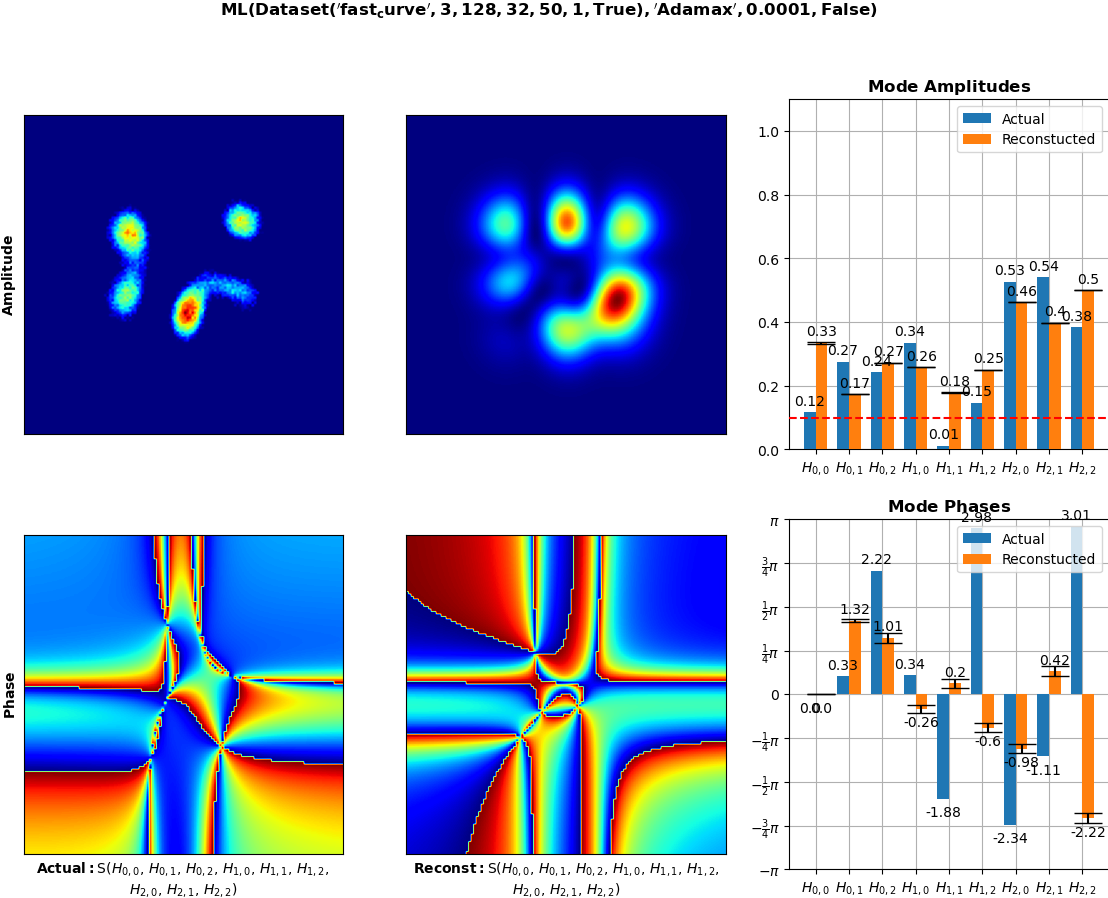 ML(Dataset('fast_curve', 3, 128, 32, 50, 1, True), 'Adamax', 0.0001, False)
Amplitude
Mode Amplitudes
Actual
Reconstucted
1.0
0.8
0.6
0.4
0.2
0.0
0.12
0.33
0.27
0.17
0.24
0.27
0.34
0.26
0.01
0.18
0.15
0.25
0.53
0.46
0.54
0.4
0.38
0.5
H0,0 H0,1 H0,2 H1,0 H1,1 H1,2 H2,0 H2,1 H2,2
Phase
Actual: S(H0,0, H0,1, H0,2, H1,0, H1,1, H1,2,
H2,0, H2,1, H2,2)
Reconst: S(H0,0, H0,1, H0,2, H1,0, H1,1, H1,2,
H2,0, H2,1, H2,2)
Mode Phases
Actual
Reconstucted
π
3/4π
1/2π
1/4π
0
−1/4π
−1/2π
−3/4π
−π
0.0
0.0
0.33
1.32
2.22
1.01
0.34
-0.26
-1.88
0.2
2.98
-0.6
-2.34
-0.98
-1.11
0.42
3.01
-2.22
H0,0 H0,1 H0,2 H1,0 H1,1 H1,2 H2,0 H2,1 H2,2